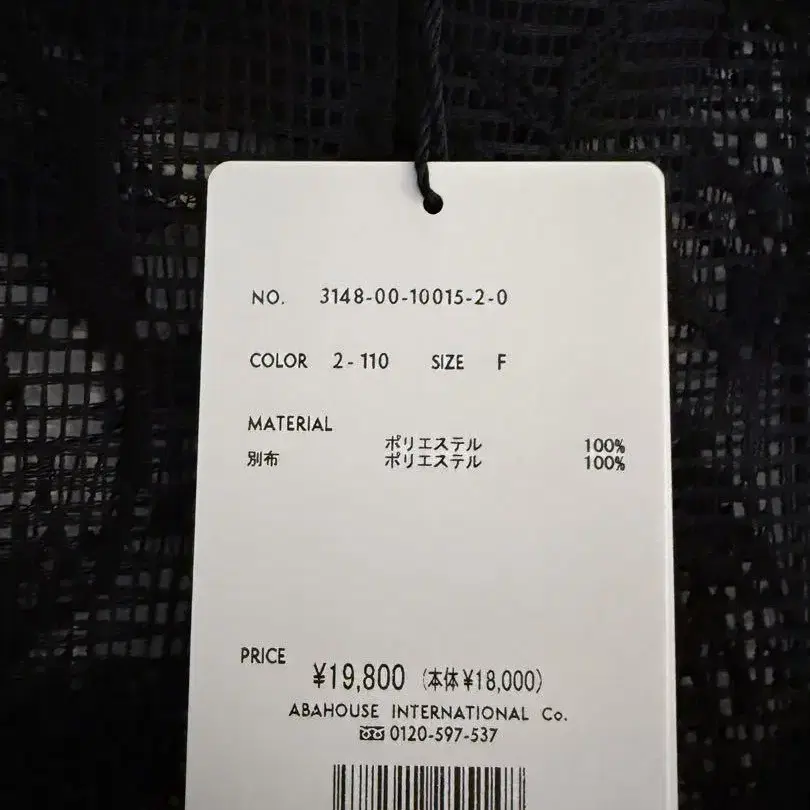 NO. 3148-00-10015-2-0
COLOR 2-110 SIZE F
MATERIAL
ポリエステル 100%
別布 ポリエステル 100%
PRICE ¥19,800 (本体¥18,000)
ABAHOUSE INTERNATIONAL Co.
0120-597-537